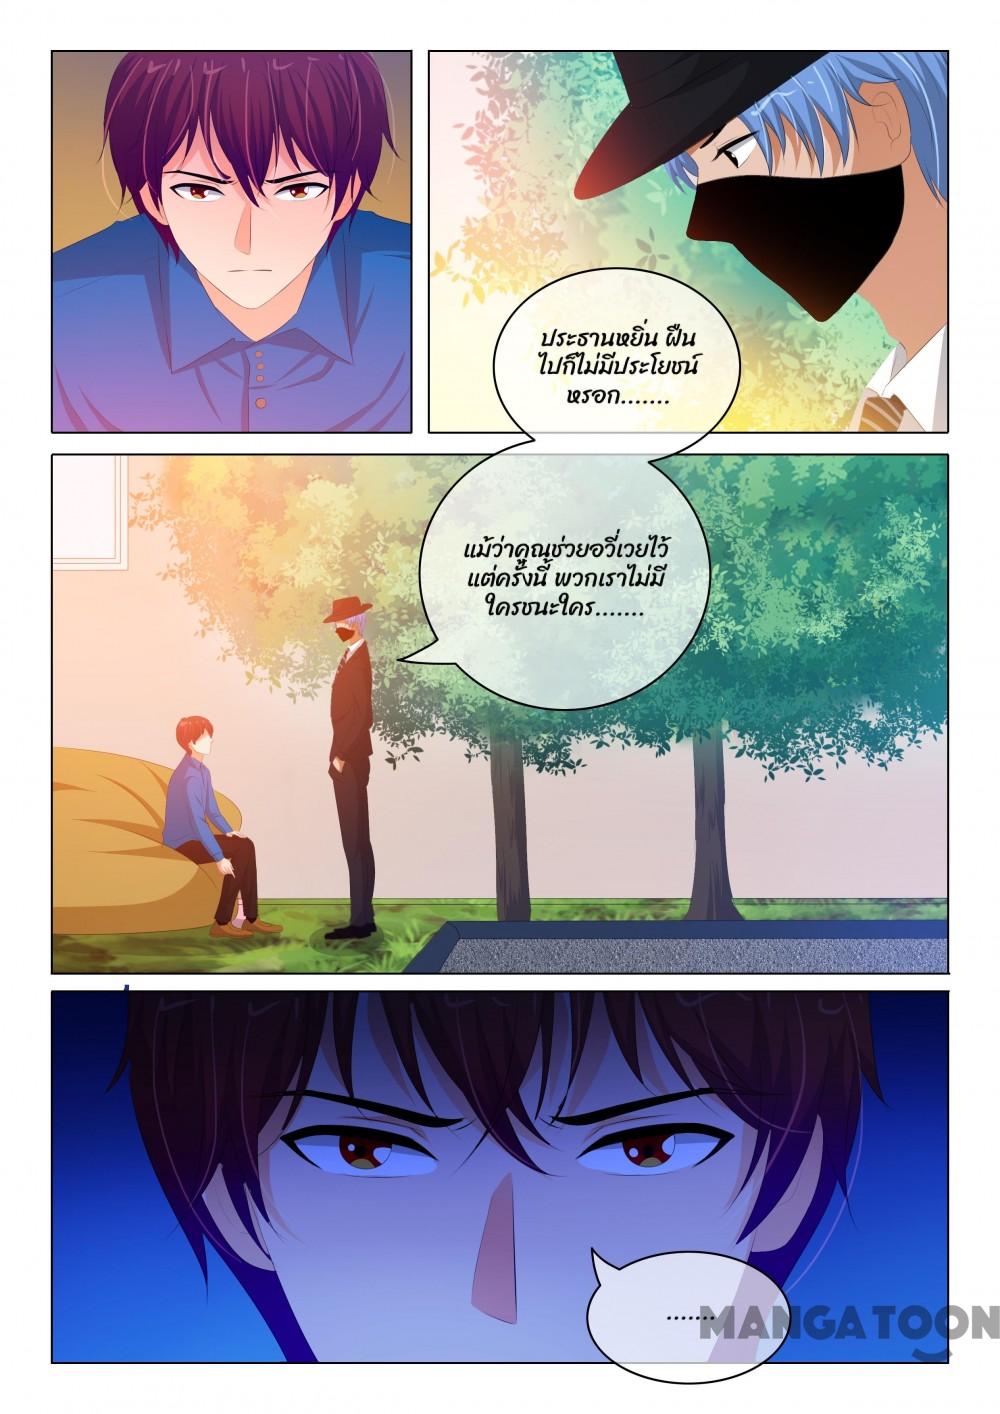 ประธานหยิ่น ฝืน
ไปก็ไม่มีประโยชน์
หรอก.......
แม้ว่าคุณช่วยอวี่เวยไว้
แต่ครั้งนี้ พวกเราไม่มี
ใครชนะใคร.......
.......
MANGATOON